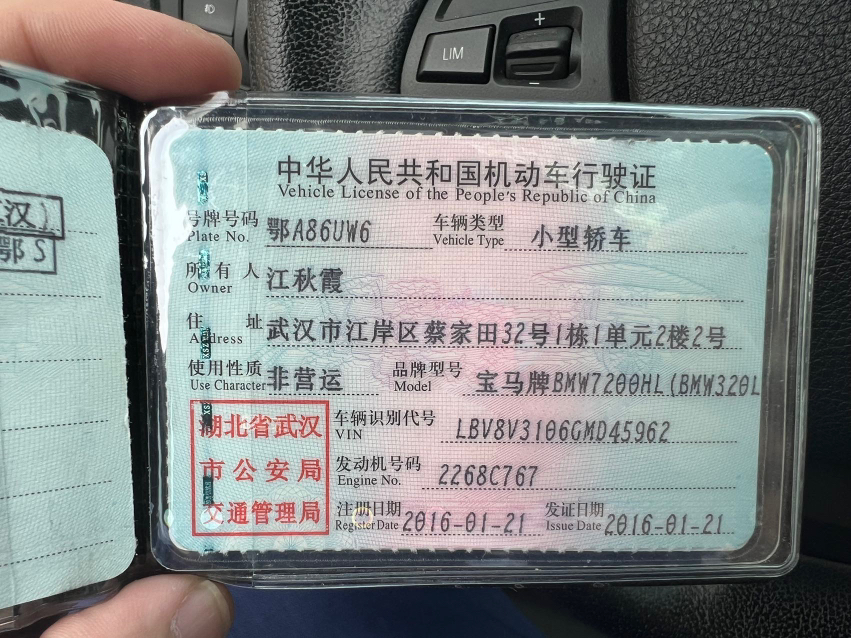 LIM
+
−
汉)
鄂S
中华人民共和国机动车行驶证
Vehicle License of the People's Republic of China
号牌号码 鄂A86UW6 车辆类型 小型轿车
Plate No. Vehicle Type
所有人 江秋霞
Owner
住址 武汉市江岸区蔡家田32号1栋1单元2楼2号
Address
使用性质 非营运 品牌型号 宝马牌BMW7200HL(BMW320L
Use Character Model
湖北省武汉
市公安局
交通管理局
车辆识别代号 LBV8V3106GMD45962
VIN
发动机号码 2268C767
Engine No.
注册日期 2016-01-21 发证日期 2016-01-21
Register Date Issue Date